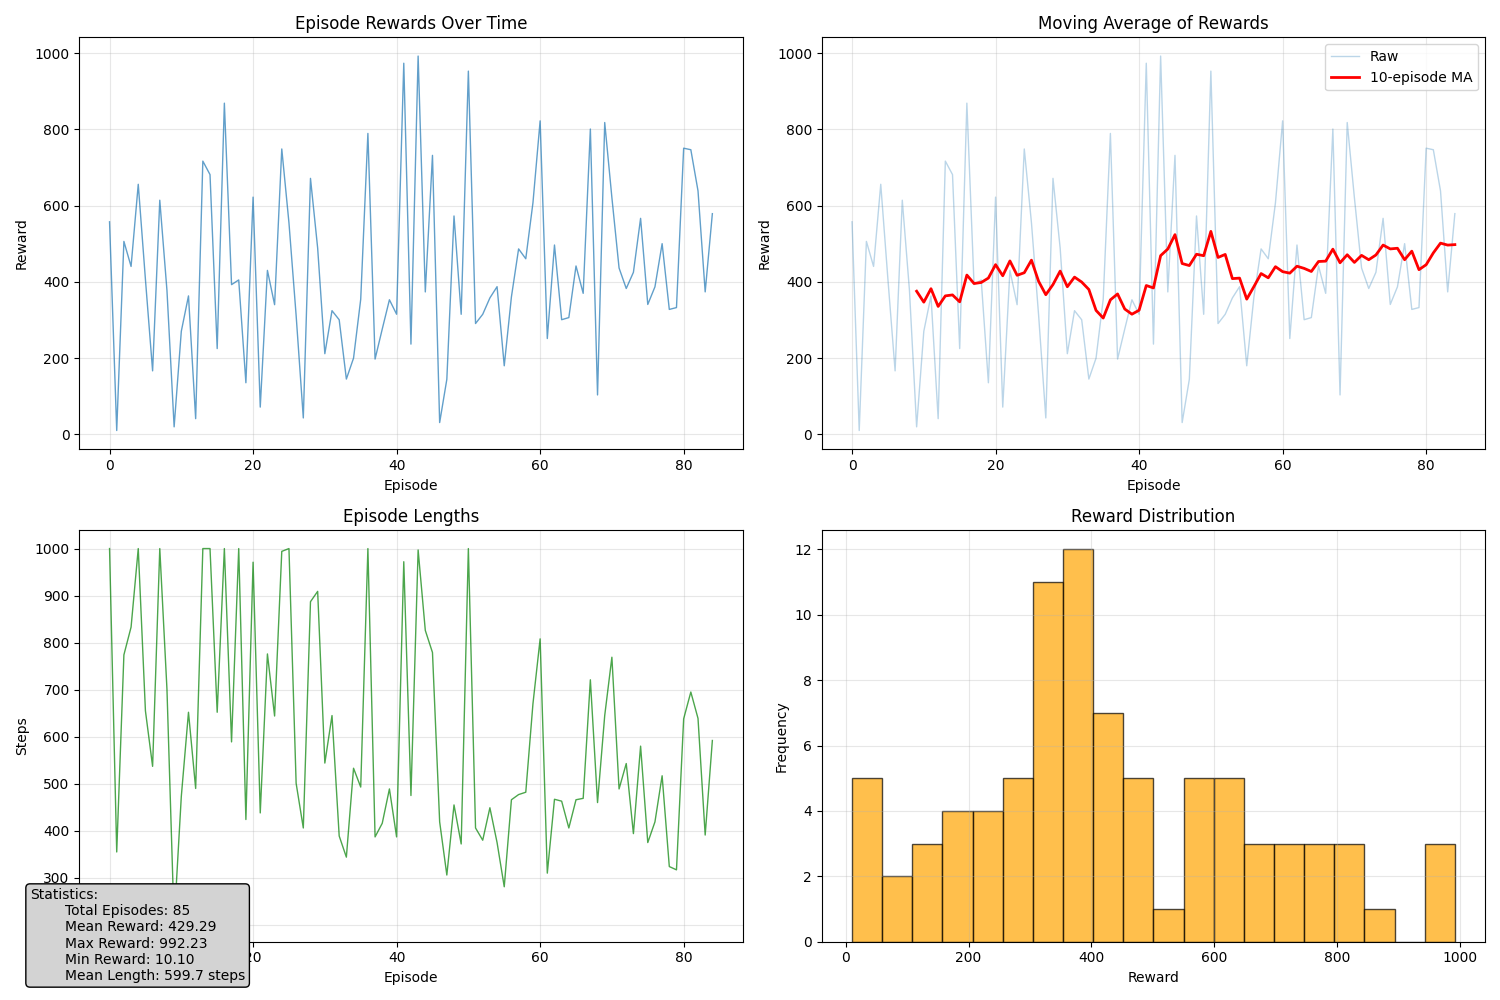 Episode Rewards Over Time
Reward
1000
800
600
400
200
0
0 20 40 60 80
Episode
Moving Average of Rewards
Raw
10-episode MA
Reward
1000
800
600
400
200
0
0 20 40 60 80
Episode
Episode Lengths
Steps
1000
900
800
700
600
500
400
300
20 40 60 80
Episode
Statistics:
Total Episodes: 85
Mean Reward: 429.29
Max Reward: 992.23
Min Reward: 10.10
Mean Length: 599.7 steps
Reward Distribution
Frequency
12
10
8
6
4
2
0
0 200 400 600 800 1000
Reward